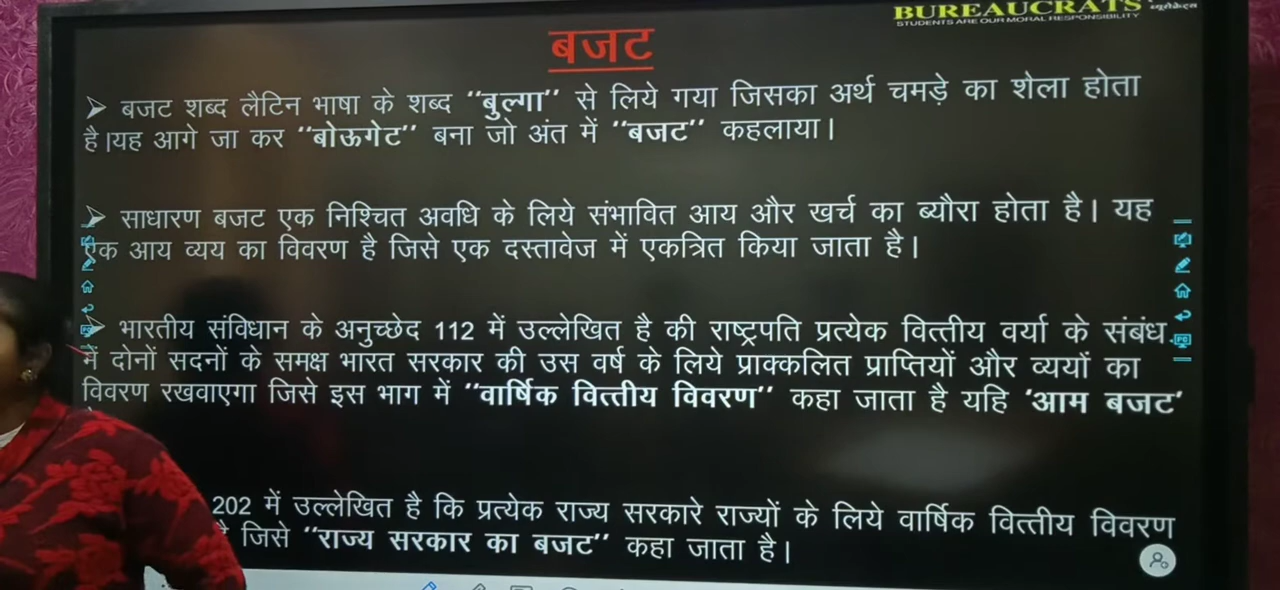 BUREAUCRATS ब्यूरोक्रेट्स
STUDENTS ARE OUR MORAL RESPONSIBILITY
बजट
➤ बजट शब्द लैटिन भाषा के शब्द “बुल्गा” से लिये गया जिसका अर्थ चमड़े का शैला होता
है।यह आगे जा कर “बोऊगेट” बना जो अंत में “बजट” कहलाया।
➤ साधारण बजट एक निश्चित अवधि के लिये संभावित आय और खर्च का ब्यौरा होता है। यह
एक आय व्यय का विवरण है जिसे एक दस्तावेज में एकत्रित किया जाता है।
➤ भारतीय संविधान के अनुच्छेद 112 में उल्लेखित है की राष्ट्रपति प्रत्येक वित्तीय वर्या के संबंध
में दोनों सदनों के समक्ष भारत सरकार की उस वर्ष के लिये प्राक्कलित प्राप्तियों और व्ययों का
विवरण रखवाएगा जिसे इस भाग में “वार्षिक वित्तीय विवरण” कहा जाता है यहि ‘आम बजट’
202 में उल्लेखित है कि प्रत्येक राज्य सरकारे राज्यों के लिये वार्षिक वित्तीय विवरण
जिसे “राज्य सरकार का बजट” कहा जाता है।